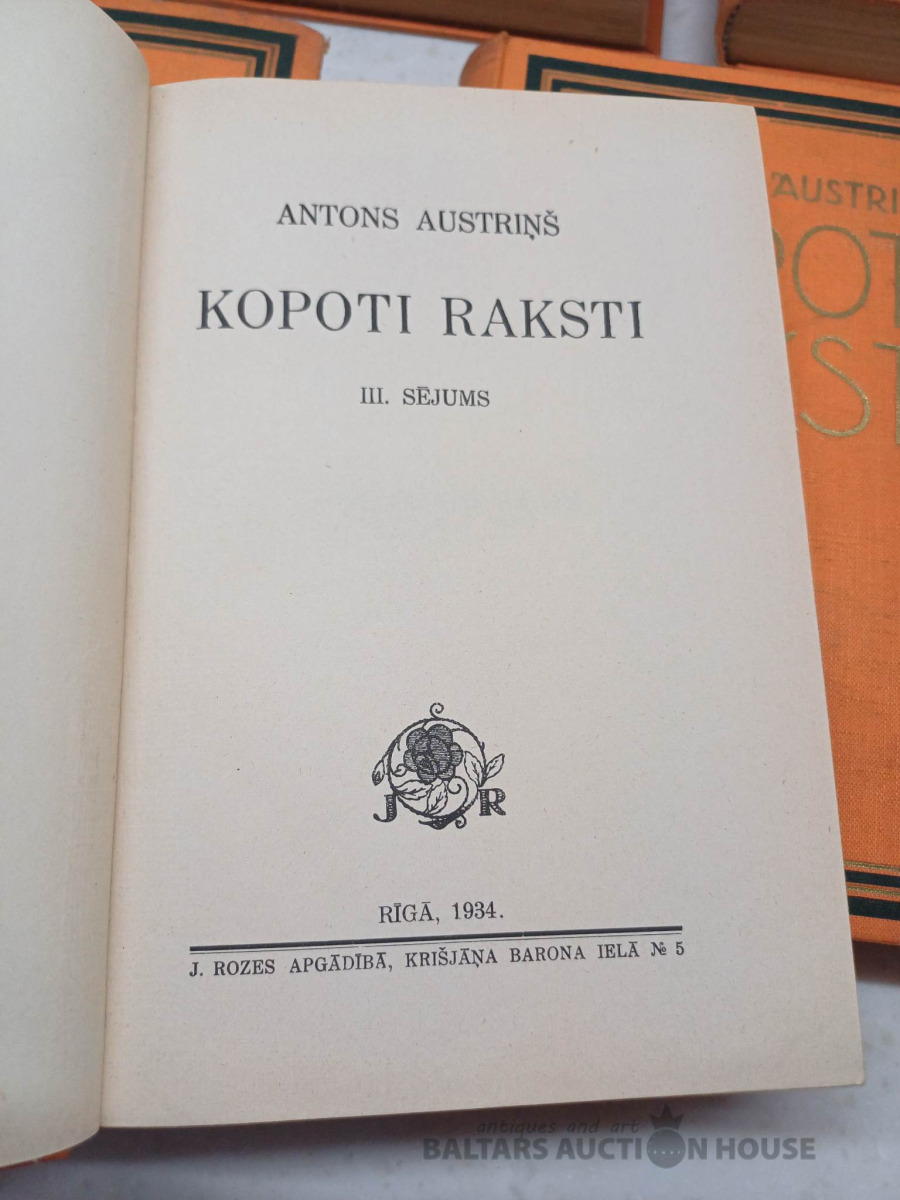 ANTONS AUSTRIŅŠ
KOPOTI RAKSTI
III. SĒJUMS
J R
RĪGĀ, 1934.
J. ROZES APGĀDĪBĀ, KRIŠJĀŅA BARONA IELĀ № 5
antiques and art
BALTARS AUCTION HOUSE